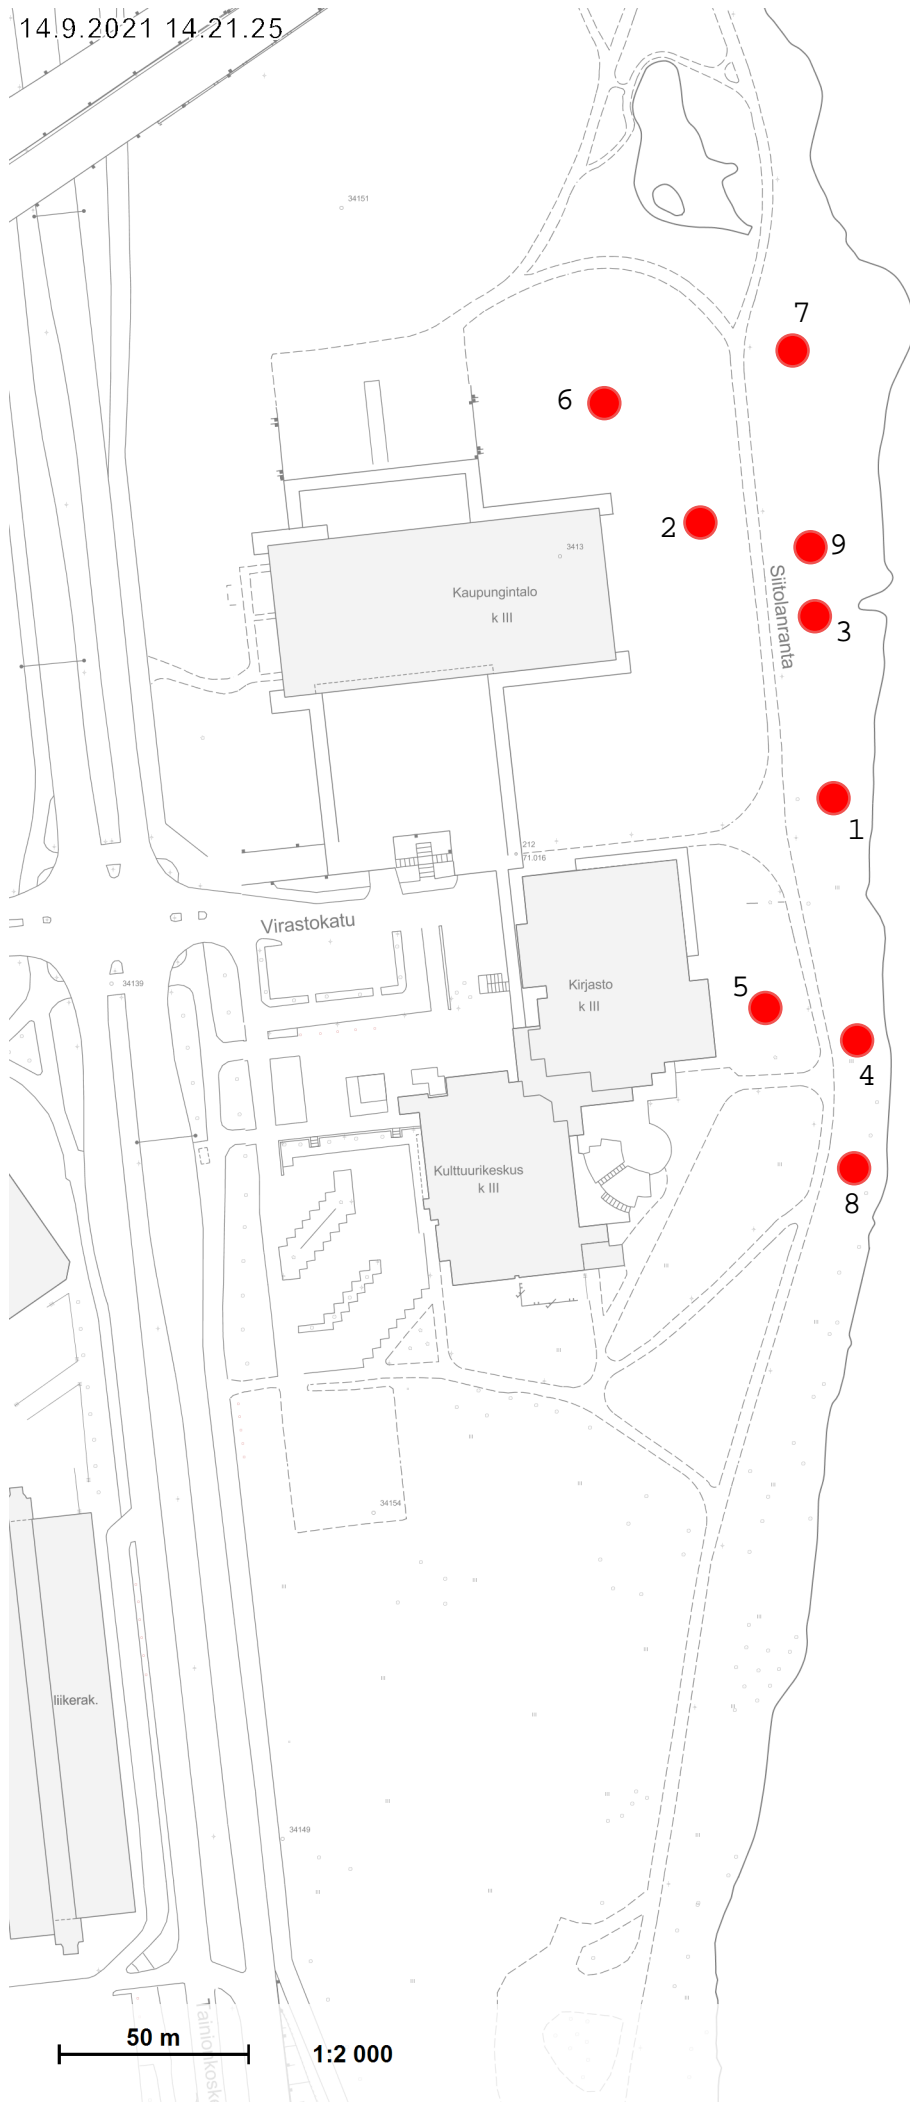 14.9.2021 14.21.25
34151
7
6
2
9
3413
Siitolanranta
Kaupungintalo
k III
3
1
212
71.016
Virastokatu
34139
Kirjasto
k III
5
4
Kulttuurikeskus
k III
8
34154
liikerak.
34149
50 m
1:2 000